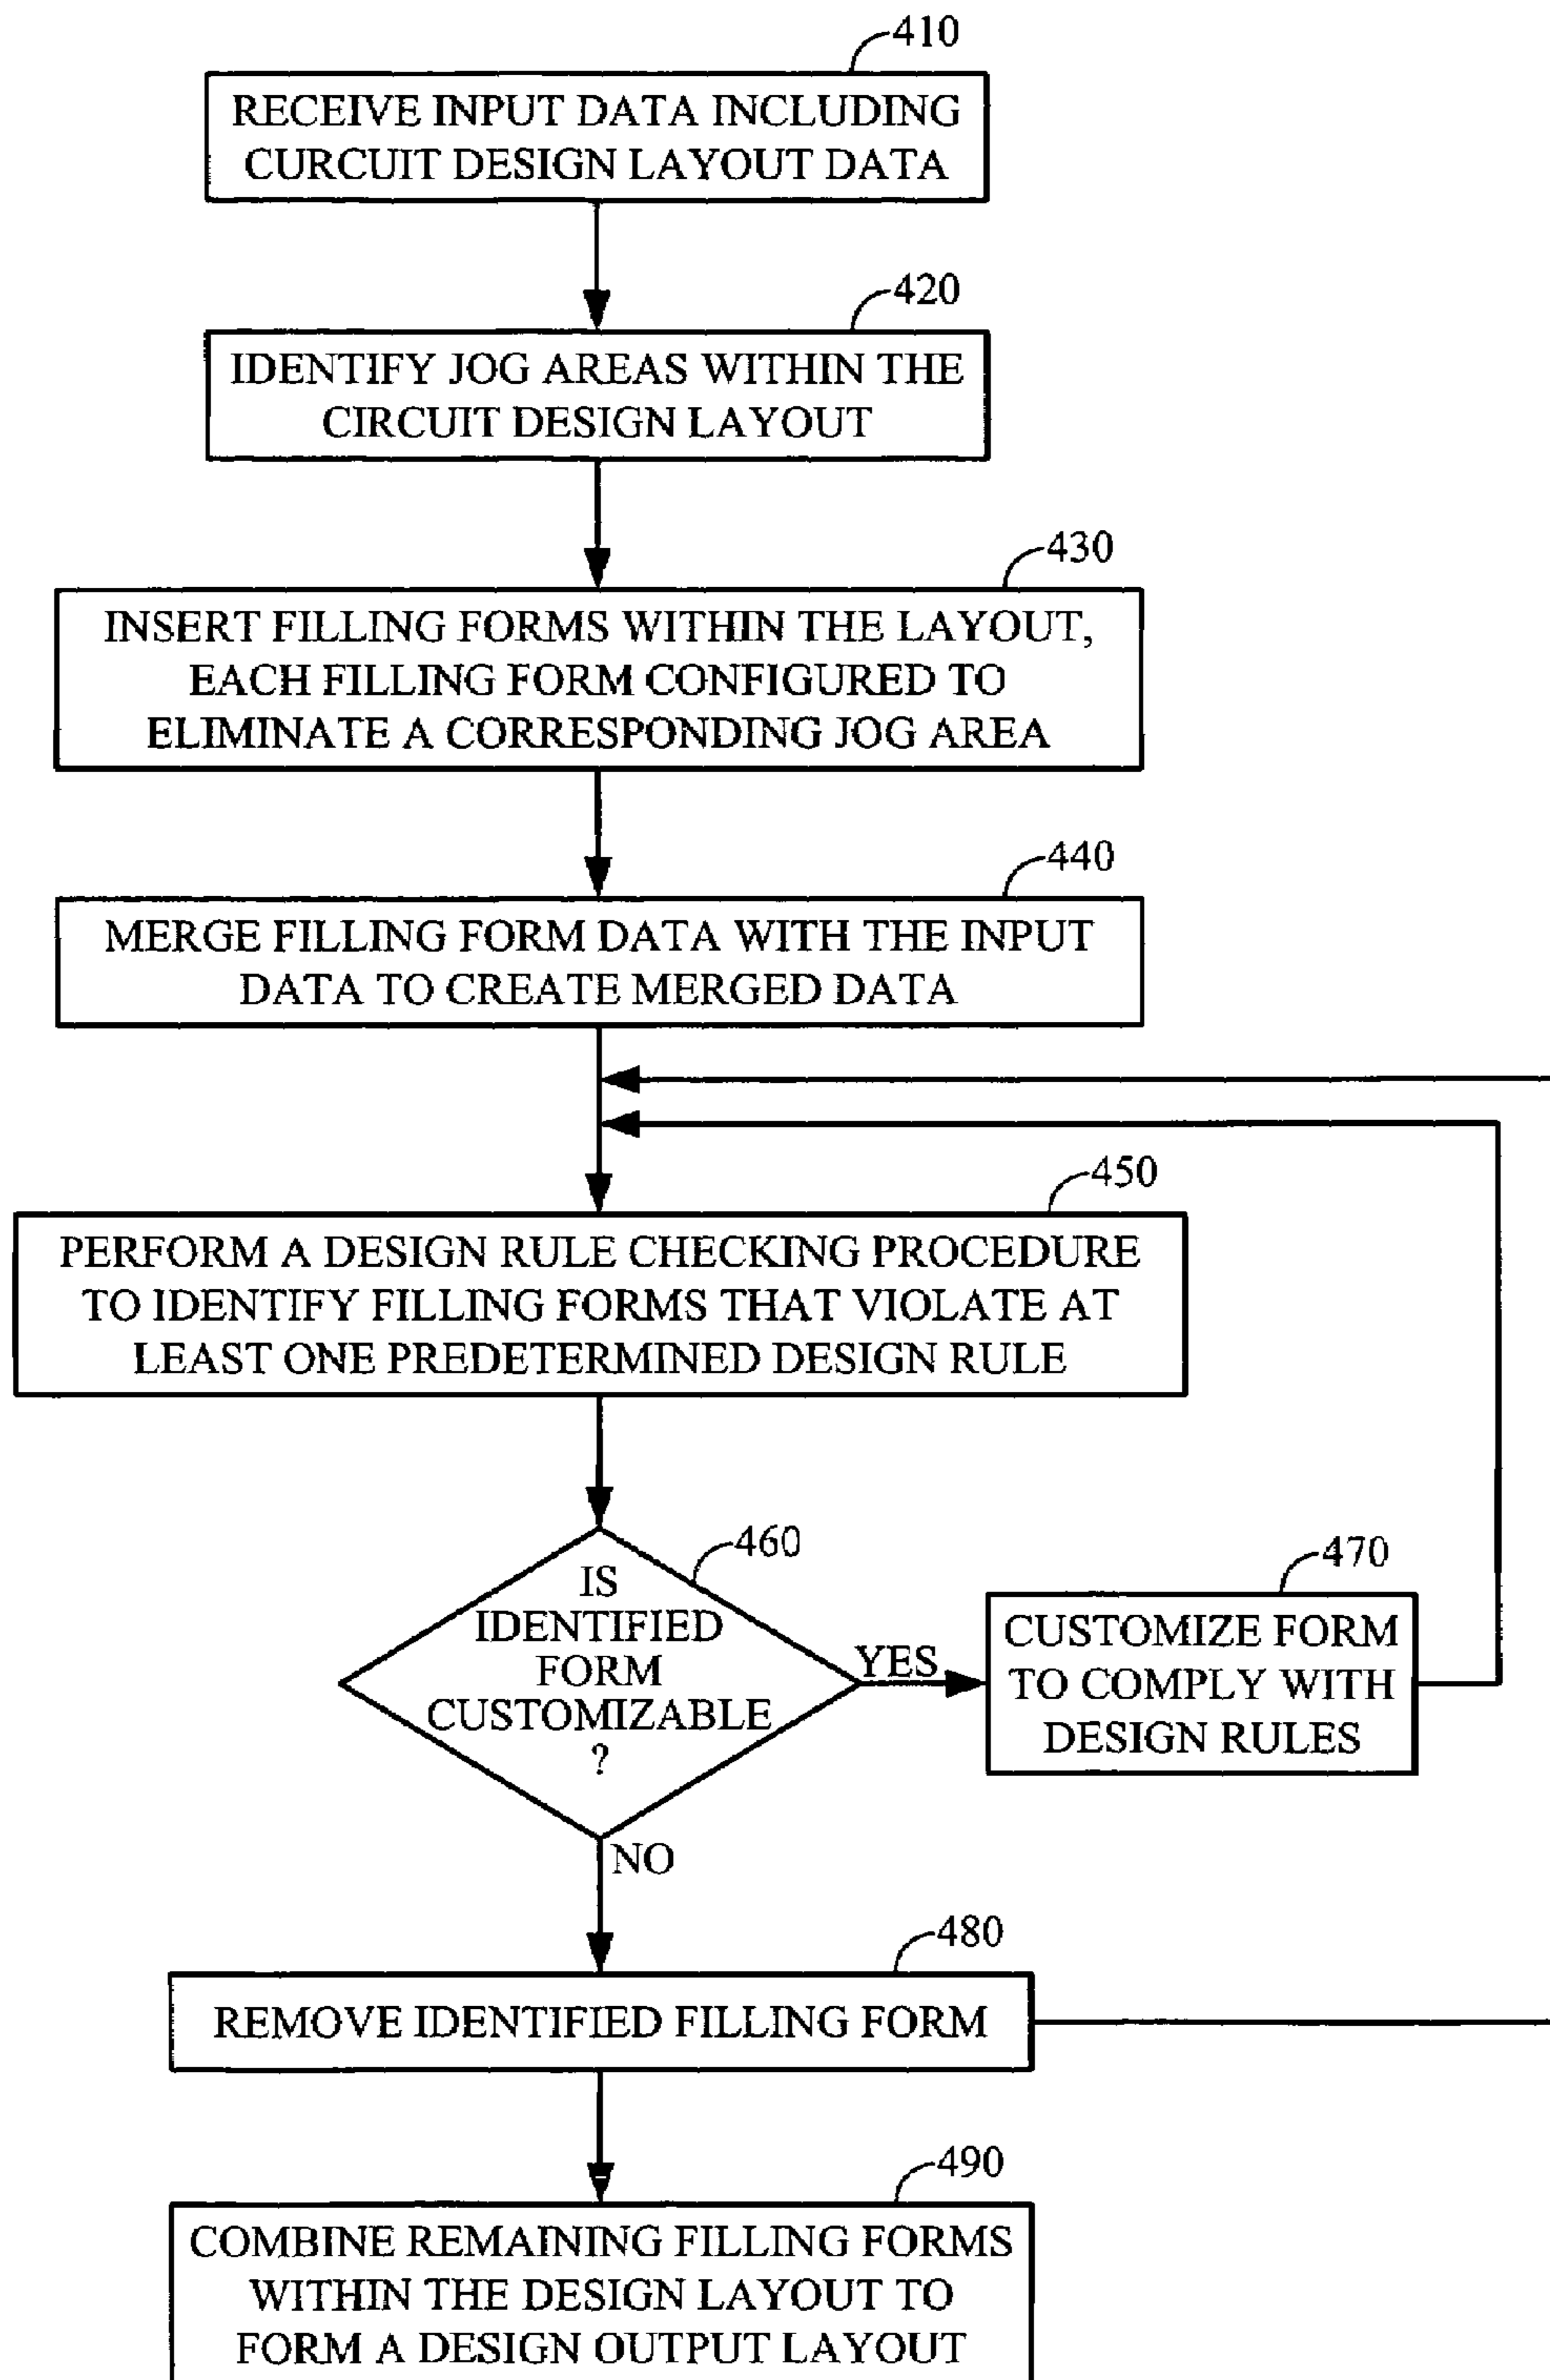 410
RECEIVE INPUT DATA INCLUDING
CURCUIT DESIGN LAYOUT DATA
420
IDENTIFY JOG AREAS WITHIN THE
CIRCUIT DESIGN LAYOUT
430
INSERT FILLING FORMS WITHIN THE LAYOUT,
EACH FILLING FORM CONFIGURED TO
ELIMINATE A CORRESPONDING JOG AREA
440
MERGE FILLING FORM DATA WITH THE INPUT
DATA TO CREATE MERGED DATA
450
PERFORM A DESIGN RULE CHECKING PROCEDURE
TO IDENTIFY FILLING FORMS THAT VIOLATE AT
LEAST ONE PREDETERMINED DESIGN RULE
460
IS
IDENTIFIED
FORM
CUSTOMIZABLE
?
YES
470
CUSTOMIZE FORM
TO COMPLY WITH
DESIGN RULES
NO
480
REMOVE IDENTIFIED FILLING FORM
490
COMBINE REMAINING FILLING FORMS
WITHIN THE DESIGN LAYOUT TO
FORM A DESIGN OUTPUT LAYOUT